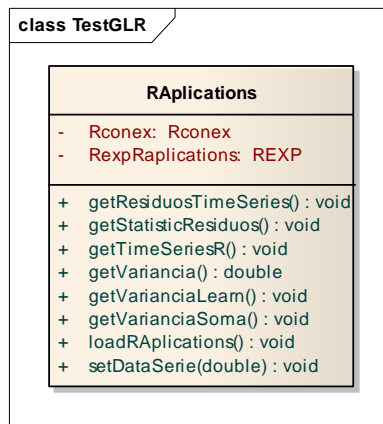 class TestGLR
RAplications
- Rconex: Rconex
- RexpRaplications: REXP
+ getResiduosTimeSeries() : void
+ getStatisticResiduos() : void
+ getTimeSeriesR() : void
+ getVariancia() : double
+ getVarianciaLearn() : void
+ getVarianciaSoma() : void
+ loadRAplications() : void
+ setDataSerie(double) : void